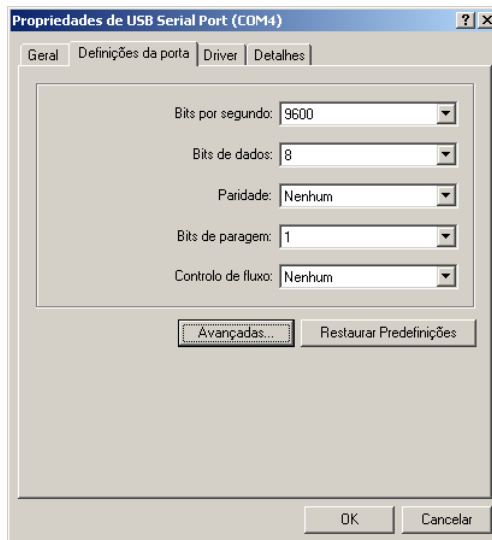 Propriedades de USB Serial Port (COM4)
Geral Definições da porta Driver Detalhes
Bits por segundo: 9600
Bits de dados: 8
Paridade: Nenhum
Bits de paragem: 1
Controlo de fluxo: Nenhum
Avançadas... Restaurar Predefinições
OK Cancelar